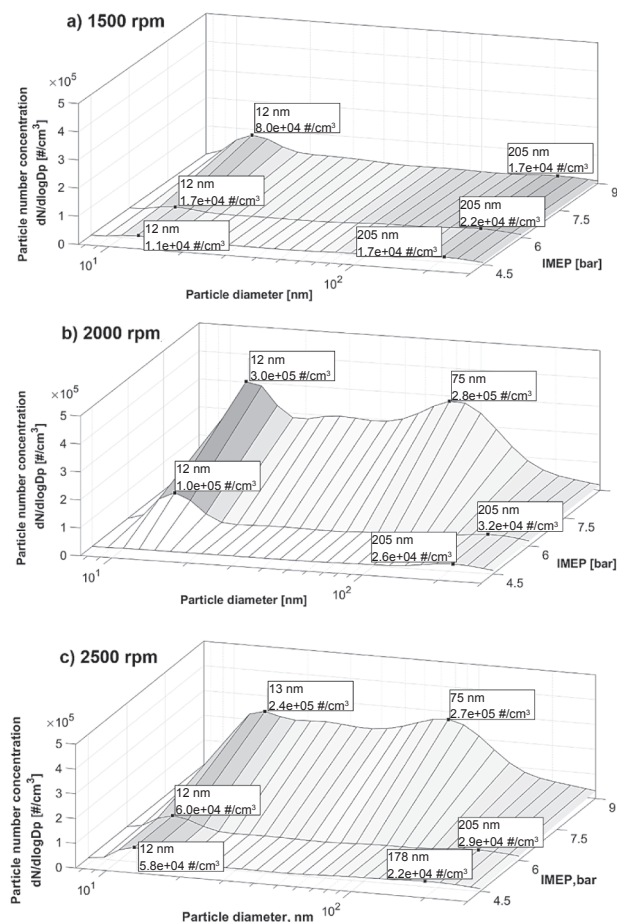 a) 1500 rpm
×10⁵
5
4
3
2
1
0
Particle number concentration
dN/dlogDp [#/cm³]
12 nm
8.0e+04 #/cm³
205 nm
1.7e+04 #/cm³
12 nm
1.7e+04 #/cm³
205 nm
2.2e+04 #/cm³
12 nm
1.1e+04 #/cm³
205 nm
1.7e+04 #/cm³
9
7.5
6
4.5
IMEP [bar]
10¹
10²
Particle diameter [nm]
b) 2000 rpm
×10⁵
5
4
3
2
1
0
Particle number concentration
dN/dlogDp [#/cm³]
12 nm
3.0e+05 #/cm³
75 nm
2.8e+05 #/cm³
12 nm
1.0e+05 #/cm³
205 nm
3.2e+04 #/cm³
205 nm
2.6e+04 #/cm³
7.5
6
4.5
IMEP [bar]
10¹
10²
Particle diameter [nm]
c) 2500 rpm
×10⁵
5
4
3
2
1
0
Particle number concentration
dN/dlogDp [#/cm³]
13 nm
2.4e+05 #/cm³
75 nm
2.7e+05 #/cm³
12 nm
6.0e+04 #/cm³
205 nm
2.9e+04 #/cm³
12 nm
5.8e+04 #/cm³
178 nm
2.2e+04 #/cm³
9
7.5
6
4.5
IMEP,bar
10¹
10²
Particle diameter, nm